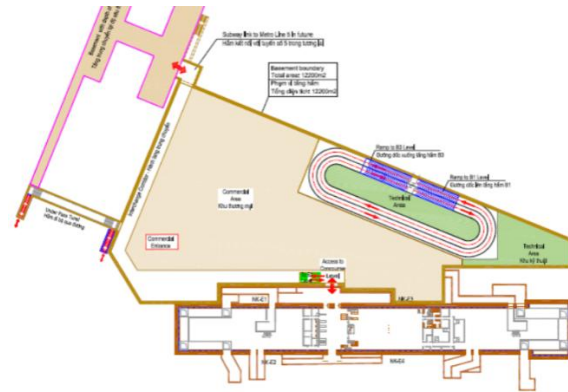 Subway link to Metro Line 5 in future
Hầm kết nối với tuyến số 5 trong tương lai
Basement boundary
Total area: 12200m2
Phạm vi tầng hầm
Tổng diện tích: 12200m2
Ramp to B3 Level
Đường dốc xuống tầng hầm B3
Ramp to B1 Level
Đường dốc lên tầng hầm B1
Commercial
Area
Khu thương mại
Technical
Area
Technical
Area
Khu kỹ thuật
Commercial
Entrance
Access to
Concourse
Level
Under Pass Tunnel
Hầm đi bộ qua đường
Interchange Corridor -